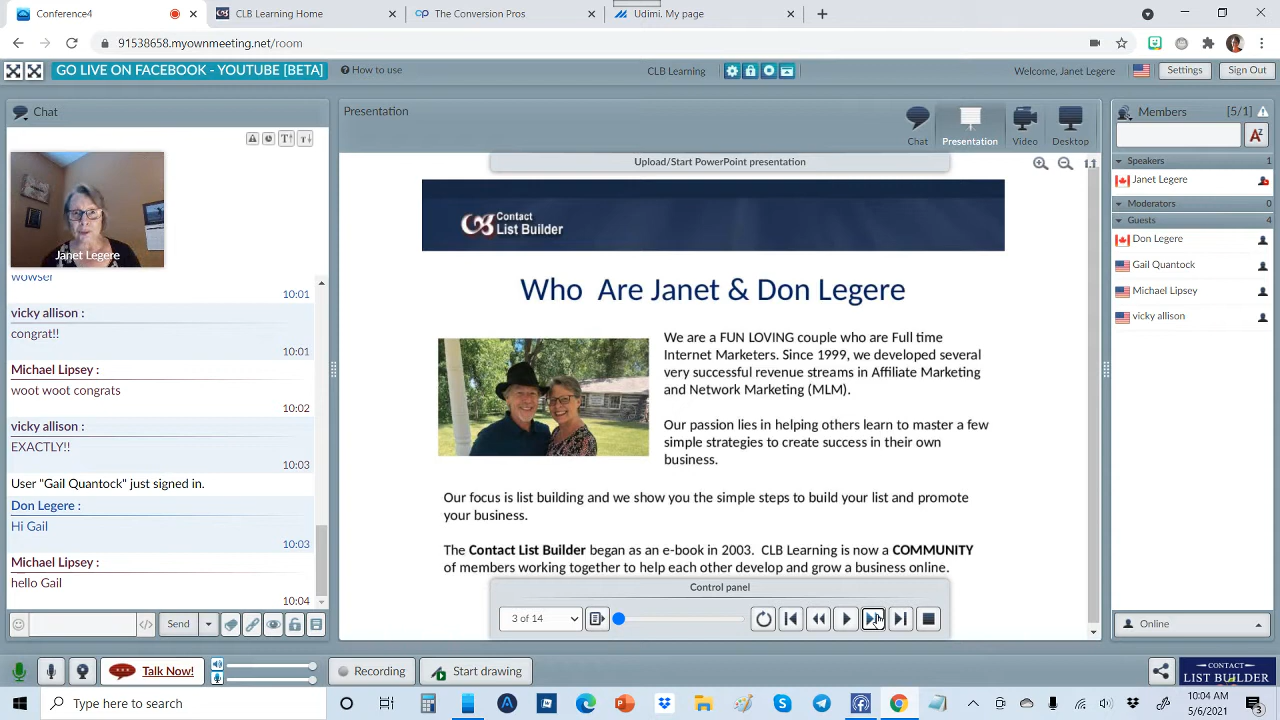 Conference4
CLB Learning Home
The Conversion Pros
Udimi. My page
91538658.myownmeeting.net/room
GO LIVE ON FACEBOOK - YOUTUBE [BETA]
How to use
CLB Learning
Welcome, Janet Legere
Settings
Sign Out
Chat
Janet Legere
wowser
10:01
vicky allison :
congrat!!
10:01
Michael Lipsey :
woot woot congrats
10:02
vicky allison :
EXACTLY!!
10:03
User "Gail Quantock" just signed in.
Don Legere :
Hi Gail
10:03
Michael Lipsey :
hello Gail
10:04
Send
Presentation
Chat
Presentation
Video
Desktop
Upload/Start PowerPoint presentation
1:1
Contact
List Builder
Who Are Janet & Don Legere
We are a FUN LOVING couple who are Full time
Internet Marketers. Since 1999, we developed several
very successful revenue streams in Affiliate Marketing
and Network Marketing (MLM).
Our passion lies in helping others learn to master a few
simple strategies to create success in their own
business.
Our focus is list building and we show you the simple steps to build your list and promote
your business.
The Contact List Builder began as an e-book in 2003. CLB Learning is now a COMMUNITY
of members working together to help each other develop and grow a business online.
Control panel
3 of 14
Members
[5/1]
Speakers 1
Janet Legere
Moderators 0
Guests 4
Don Legere
Gail Quantock
Michael Lipsey
vicky allison
Online
Talk Now!
Recording
Start drawing
CONTACT
LIST BUILDER
Type here to search
10:04 AM
5/6/2021
3